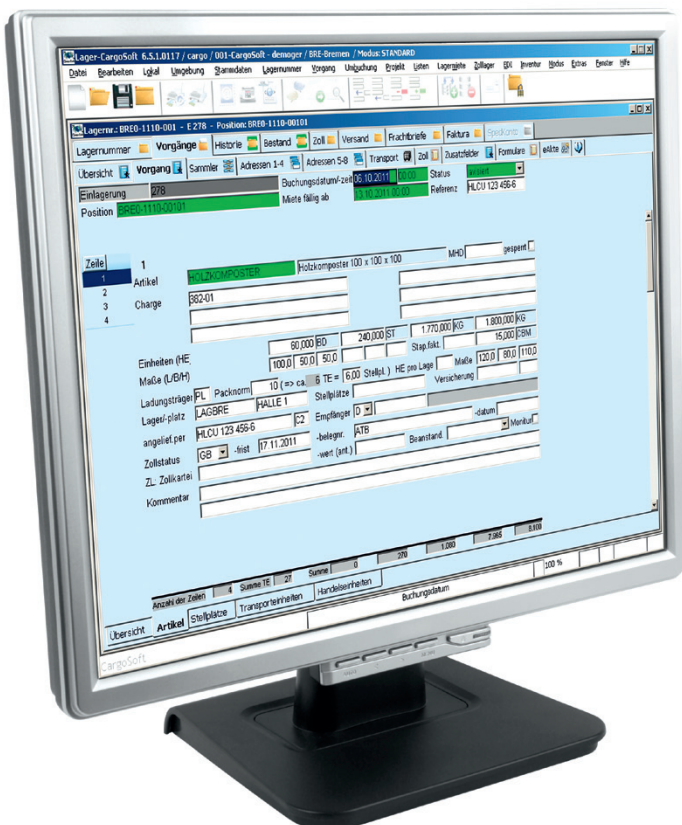 Lager-CargoSoft 6.5.1.0117 / cargo / 001-CargoSoft - demoger / BRE-Bremen / Modus: STANDARD
Datei Bearbeiten Lokal Umgebung Stammdaten Lagernummer Vorgang Umbuchung Projekt Listen Lagermiete Zolllager EDI Inventur Modus Extras Fenster Hilfe
Lagernr.: BRE0-1110-001 - E 278 - Position: BRE0-1110-00101
Lagernummer Vorgänge Historie Bestand Zoll Versand Frachtbriefe Faktura Spedkonto
Übersicht Vorgang Sammler Adressen 1-4 Adressen 5-8 Transport Zoll Zusatzfelder Formulare eAkte
Einlagerung 278 Buchungsdatum/-zeit 06.10.2011 00:00 Status
Position BRE0-1110-00101 Miete fällig ab 13.10.2011 00:00 Referenz HLCU 123 456-6
Zeile
1
2
3
4
1
Artikel HOLZKOMPOSTER Holzkomposter 100 x 100 x 100 MHD gesperrt
Charge 382-01
Einheiten (HE) 60,000 BD 240,000 ST 1.770,000 KG 1.800,000 KG
Maße (L/B/H) 100,0 50,0 50,0 Stap.fakt. 15,000 CBM
Ladungsträger PL Packnorm 10 (=> ca. 6 TE = 6,00 Stellpl.) HE pro Lage Maße 120,0 80,0 110,0
Lager/-platz LAGBRE HALLE 1 Stellplätze Versicherung
angelief.per HLCU 123 456-6 C2 Empfänger D
Zollstatus GB -frist 17.11.2011 -belegnr. ATB -datum
ZL: Zollkartei -wert (ant.) Beanstand. Monitur
Kommentar
Anzahl der Zeilen 4 Summe TE 27 Summe 0 270 1.080 7.965 8.100
Übersicht Artikel Stellplätze Transporteinheiten Handelseinheiten
Buchungsdatum 100 %
CargoSoft